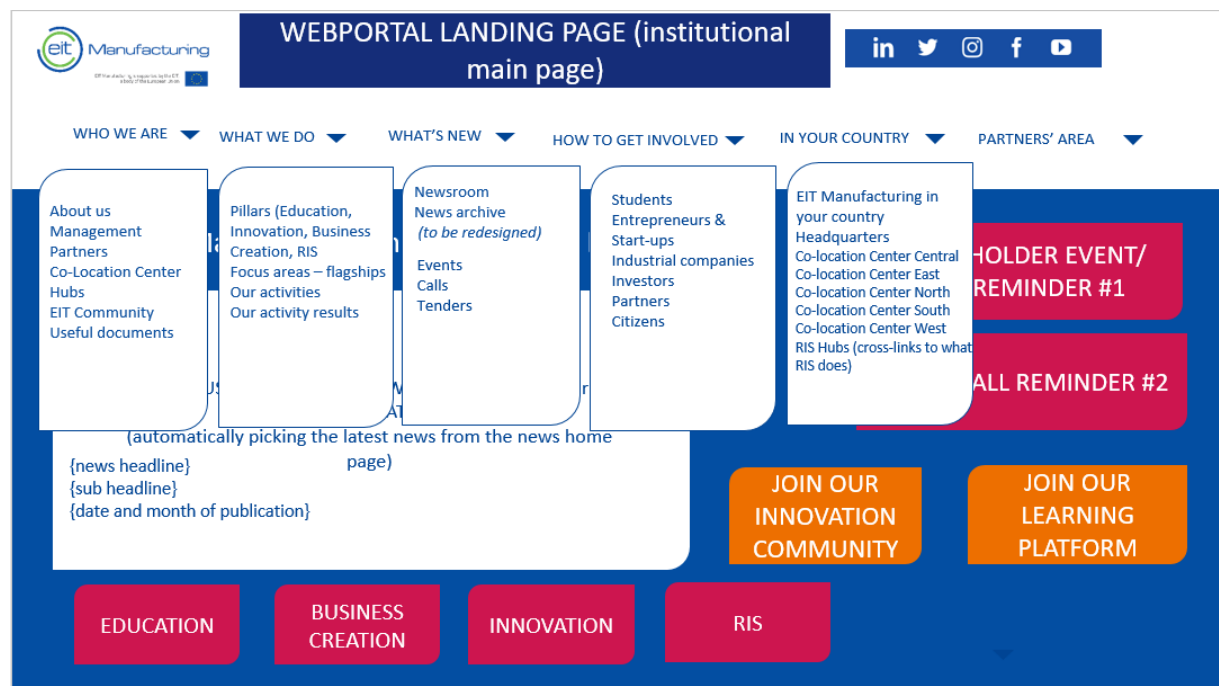 eit Manufacturing
WEBPORTAL LANDING PAGE (institutional
main page)
WHO WE ARE
WHAT WE DO
WHAT'S NEW
HOW TO GET INVOLVED
IN YOUR COUNTRY
PARTNERS' AREA
About us
Management
Partners
Co-Location Center
Hubs
EIT Community
Useful documents
Pillars (Education,
Innovation, Business
Creation, RIS
Focus areas – flagships
Our activities
Our activity results
Newsroom
News archive
(to be redesigned)
Events
Calls
Tenders
Students
Entrepreneurs &
Start-ups
Industrial companies
Investors
Partners
Citizens
EIT Manufacturing in
your country
Headquarters
Co-location Center Central
Co-location Center East
Co-location Center North
Co-location Center South
Co-location Center West
RIS Hubs (cross-links to what
RIS does)
HOLDER EVENT/
REMINDER #1
ALL REMINDER #2
(automatically picking the latest news from the news home
page)
{news headline}
{sub headline}
{date and month of publication}
JOIN OUR
INNOVATION
COMMUNITY
JOIN OUR
LEARNING
PLATFORM
EDUCATION
BUSINESS
CREATION
INNOVATION
RIS